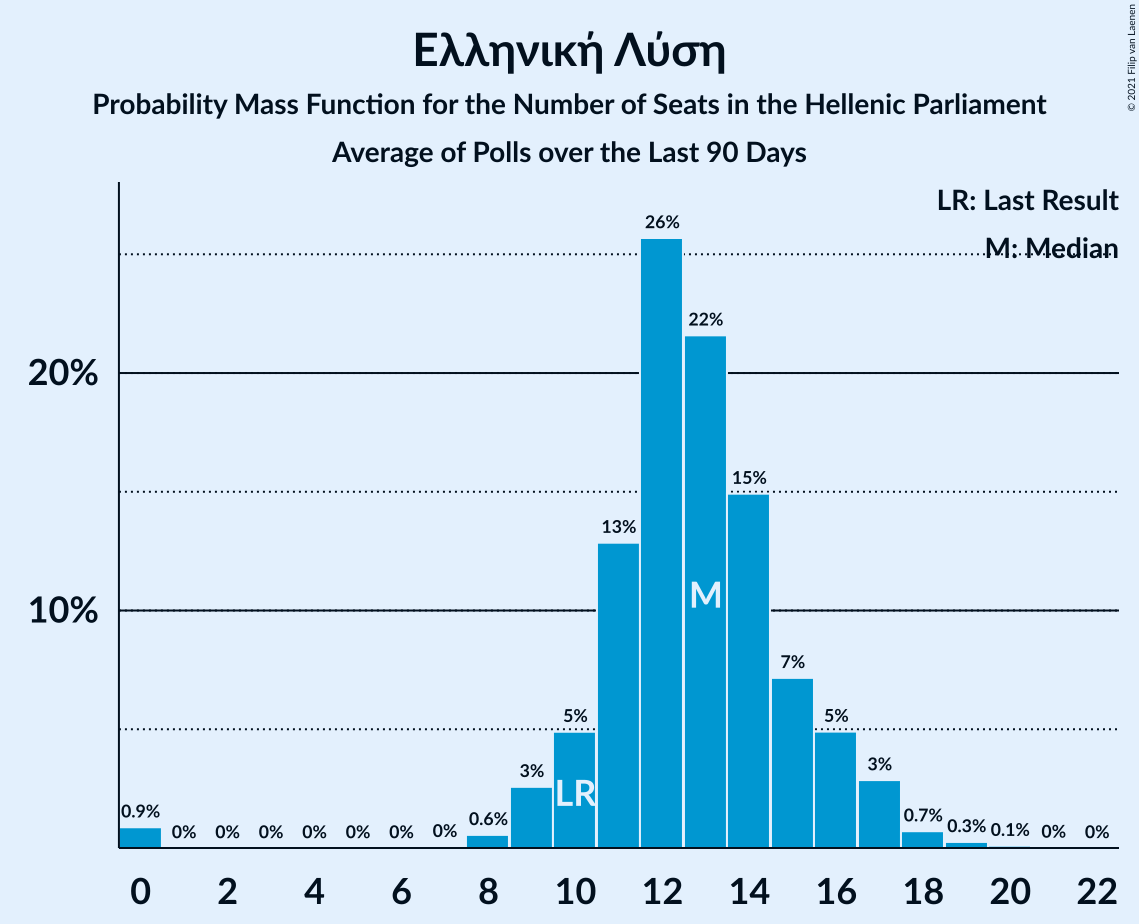 © 2021 Filip van Laenen
Ελληνική Λύση
Probability Mass Function for the Number of Seats in the Hellenic Parliament
Average of Polls over the Last 90 Days
LR: Last Result
M: Median
26%
22%
20%
15%
13%
M
10%
7%
5%
5%
3%
3%
LR
0.9%
0%
0%
0%
0%
0%
0%
0%
0.6%
0.7%
0.3%
0.1%
0%
0%
0 2 4 6 8 10 12 14 16 18 20 22